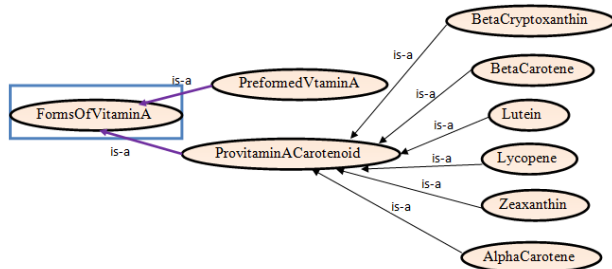 BetaCryptoxanthin
is-a
is-a
PreformedVtaminA
BetaCarotene
is-a
FormsOfVitaminA
Lutein
is-a
is-a
ProvitaminACarotenoid
is-a
Lycopene
is-a
Zeaxanthin
is-a
AlphaCarotene